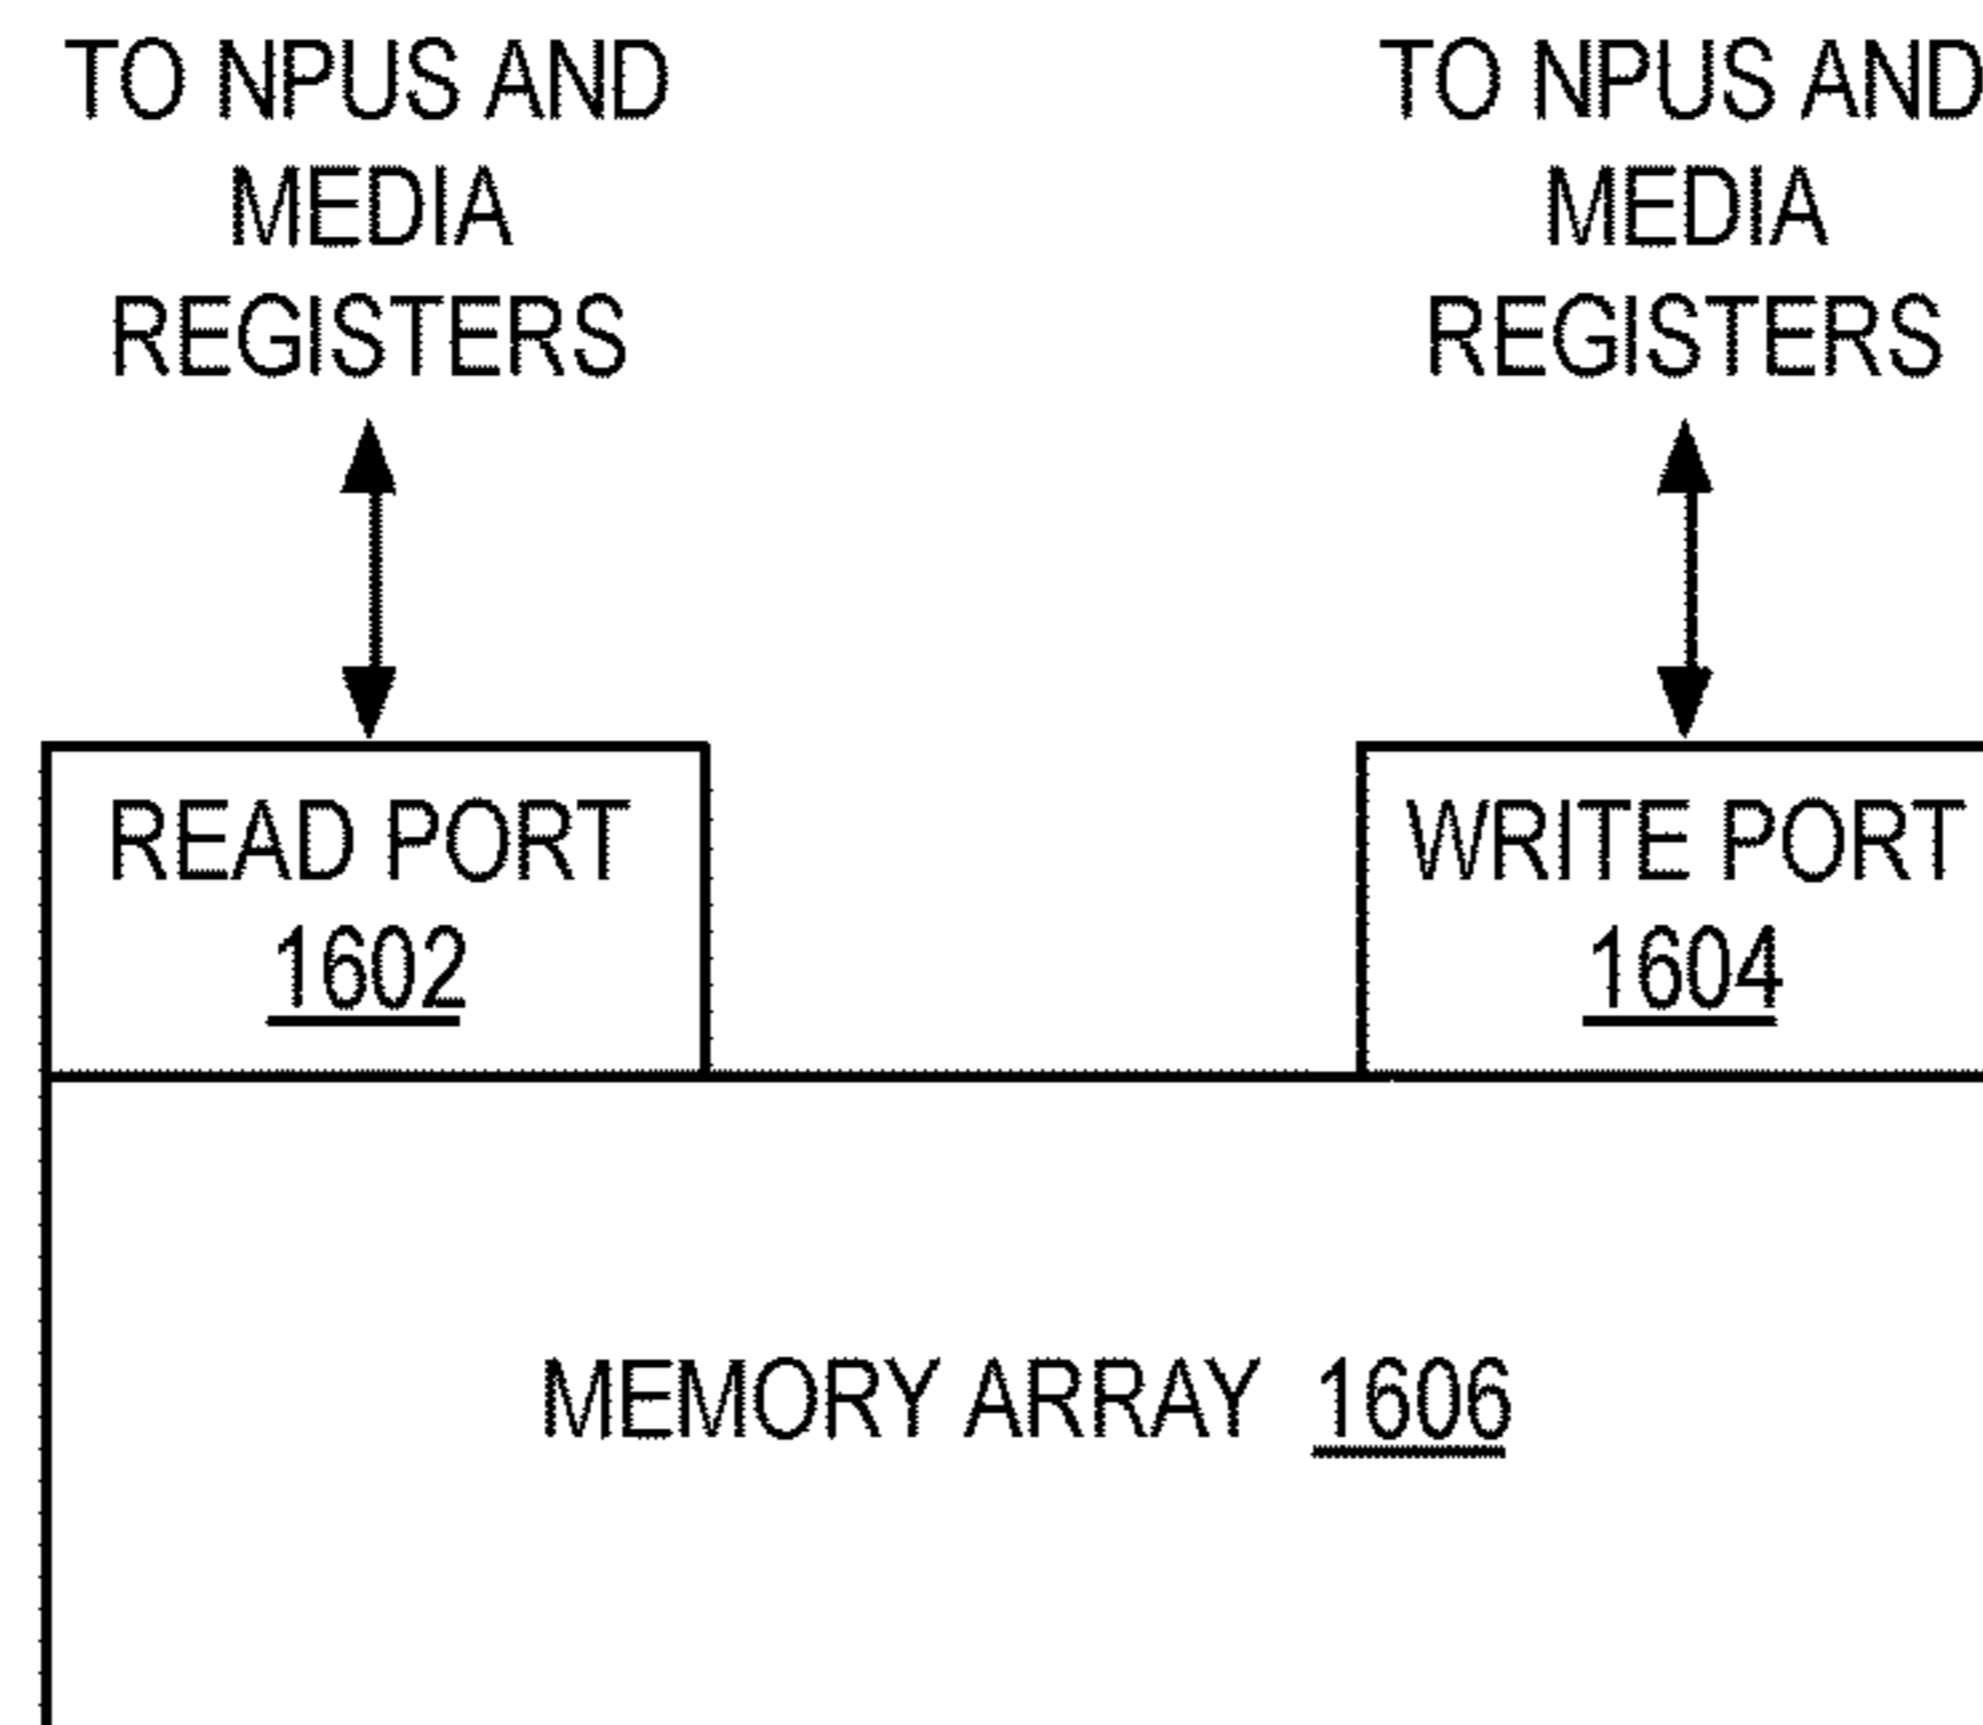 TO NPUS AND
MEDIA
REGISTERS
TO NPUS AND
MEDIA
REGISTERS
READ PORT
1602
WRITE PORT
1604
MEMORY ARRAY 1606